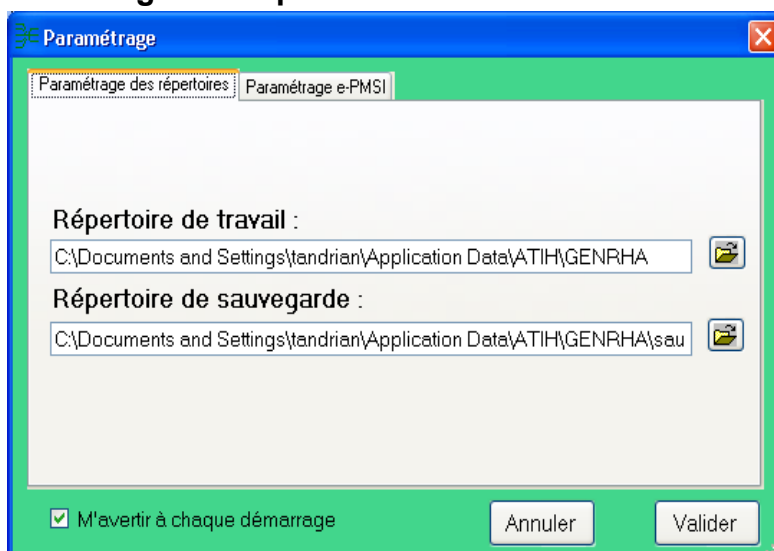 Paramétrage
Paramétrage des répertoires Paramétrage e-PMSI
Répertoire de travail :
C:\Documents and Settings\tandrian\Application Data\ATIH\GENRHA
Répertoire de sauvegarde :
C:\Documents and Settings\tandrian\Application Data\ATIH\GENRHA\sau
M'avertir à chaque démarrage
Annuler Valider